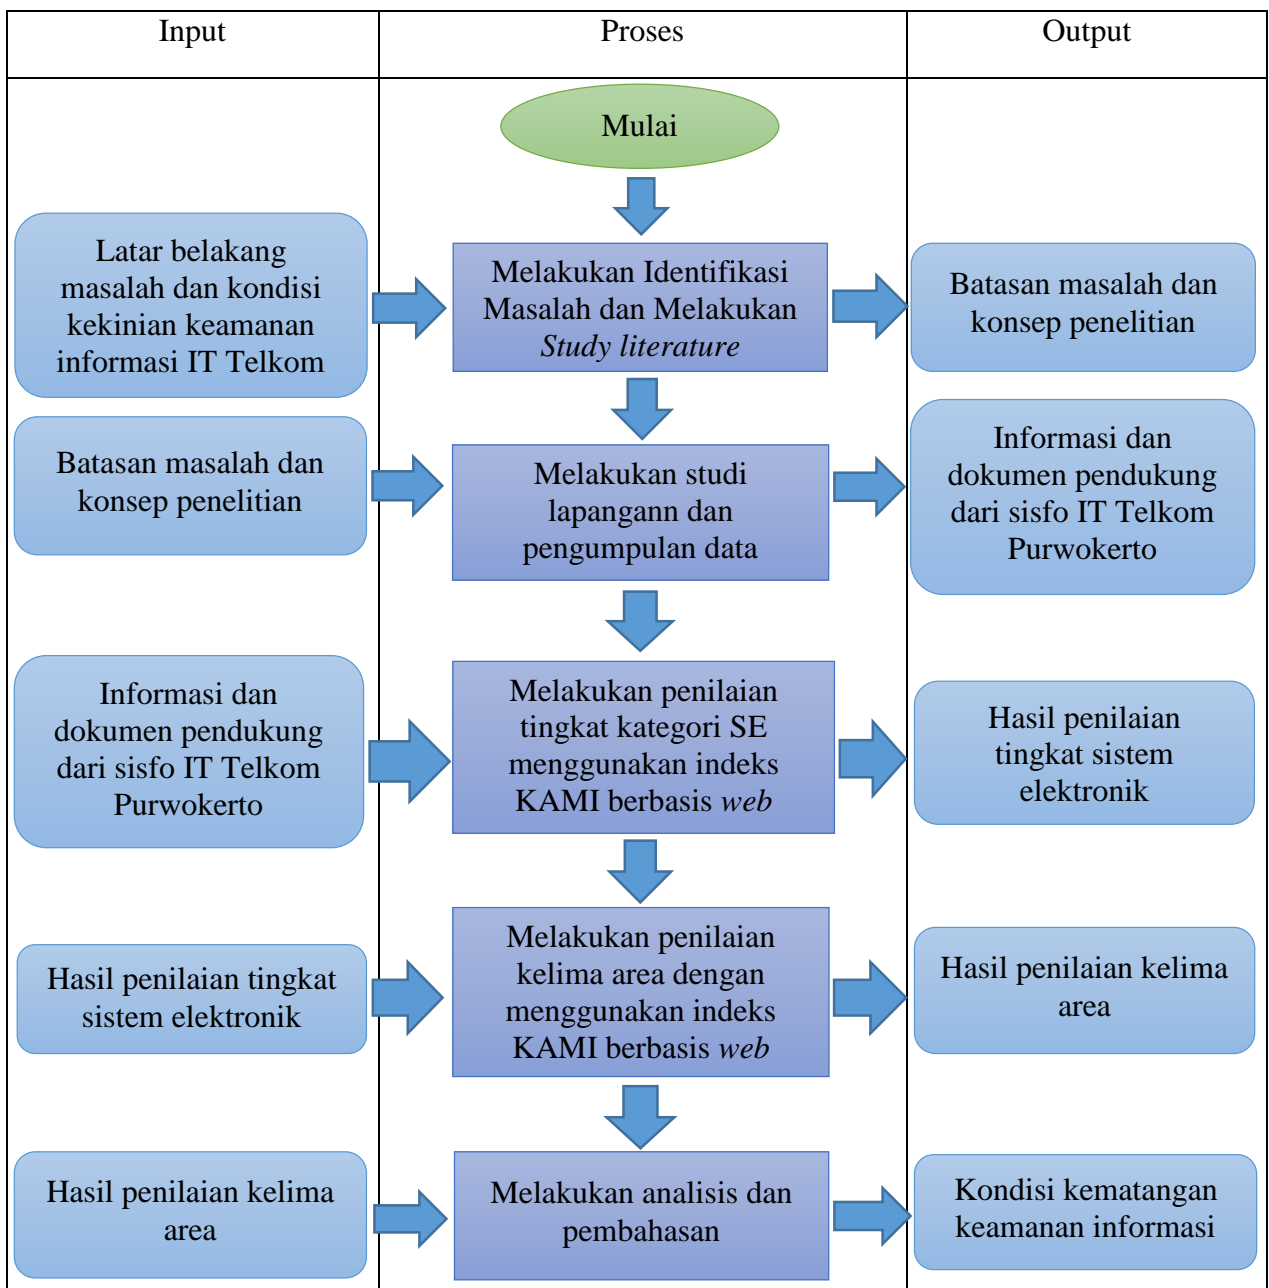 Input
Proses
Output
Mulai
Latar belakang
masalah dan kondisi
kekinian keamanan
informasi IT Telkom
Melakukan Identifikasi
Masalah dan Melakukan
Study literature
Batasan masalah dan
konsep penelitian
Batasan masalah dan
konsep penelitian
Melakukan studi
lapangann dan
pengumpulan data
Informasi dan
dokumen pendukung
dari sisfo IT Telkom
Purwokerto
Informasi dan
dokumen pendukung
dari sisfo IT Telkom
Purwokerto
Melakukan penilaian
tingkat kategori SE
menggunakan indeks
KAMI berbasis web
Hasil penilaian
tingkat sistem
elektronik
Hasil penilaian tingkat
sistem elektronik
Melakukan penilaian
kelima area dengan
menggunakan indeks
KAMI berbasis web
Hasil penilaian kelima
area
Hasil penilaian kelima
area
Melakukan analisis dan
pembahasan
Kondisi kematangan
keamanan informasi